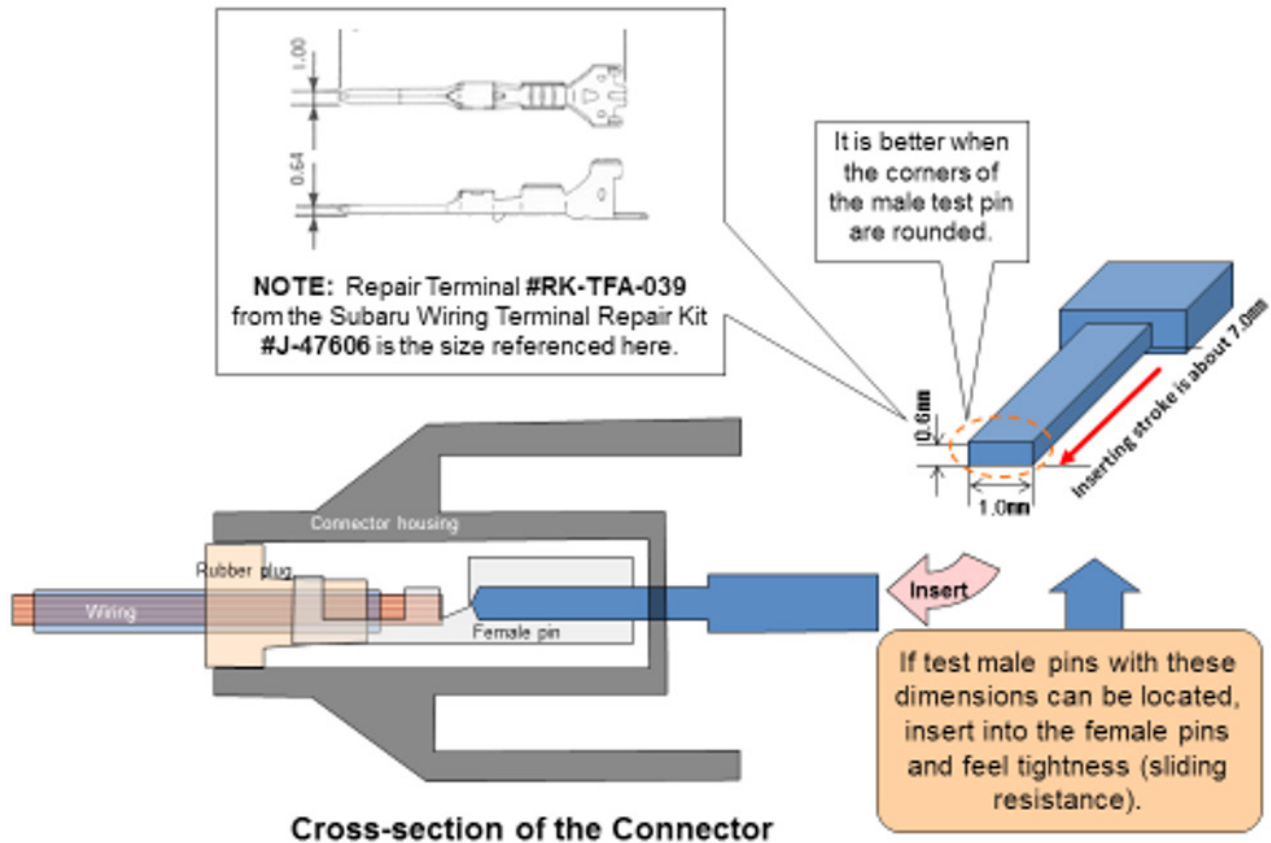 1.00
0.64
NOTE: Repair Terminal #RK-TFA-039
from the Subaru Wiring Terminal Repair Kit
#J-47606 is the size referenced here.
It is better when
the corners of
the male test pin
are rounded.
0.6mm
1.0mm
Inserting stroke is about 7.0mm
Connector housing
Rubber plug
Wiring
Female pin
Insert
If test male pins with these
dimensions can be located,
insert into the female pins
and feel tightness (sliding
resistance).
Cross-section of the Connector